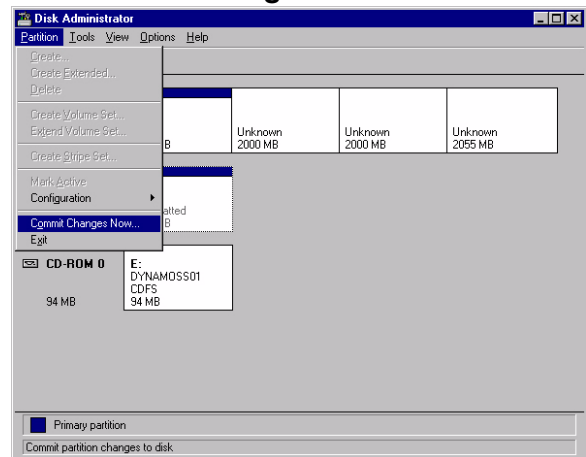 Disk Administrator
Partition Tools View Options Help
Create...
Create Extended...
Delete
Create Volume Set...
Extend Volume Set...
Create Stripe Set...
Mark Active
Configuration
Commit Changes Now...
Exit
B
Unknown
2000 MB
Unknown
2000 MB
Unknown
2055 MB
atted
B
CD-ROM 0
94 MB
E:
DYNAMOSS01
CDFS
94 MB
Primary partition
Commit partition changes to disk